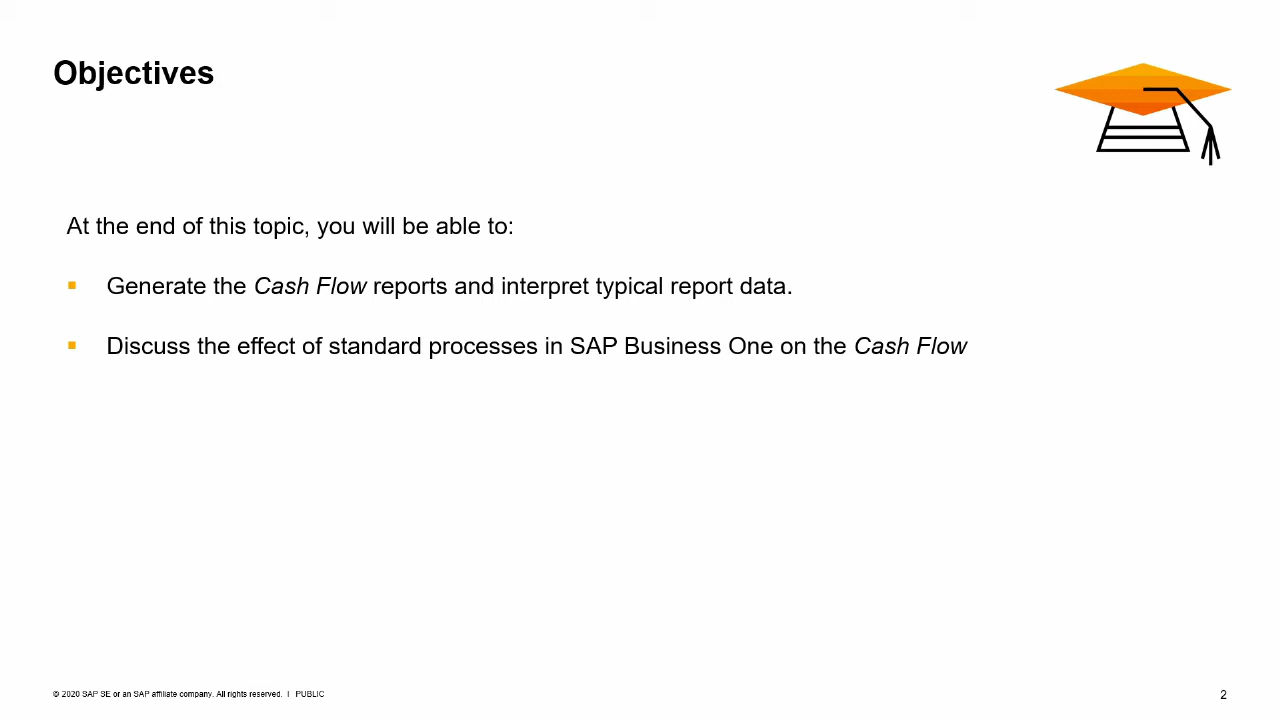 Objectives
At the end of this topic, you will be able to:
Generate the Cash Flow reports and interpret typical report data.
Discuss the effect of standard processes in SAP Business One on the Cash Flow
© 2020 SAP SE or an SAP affiliate company. All rights reserved. ǀ PUBLIC
2